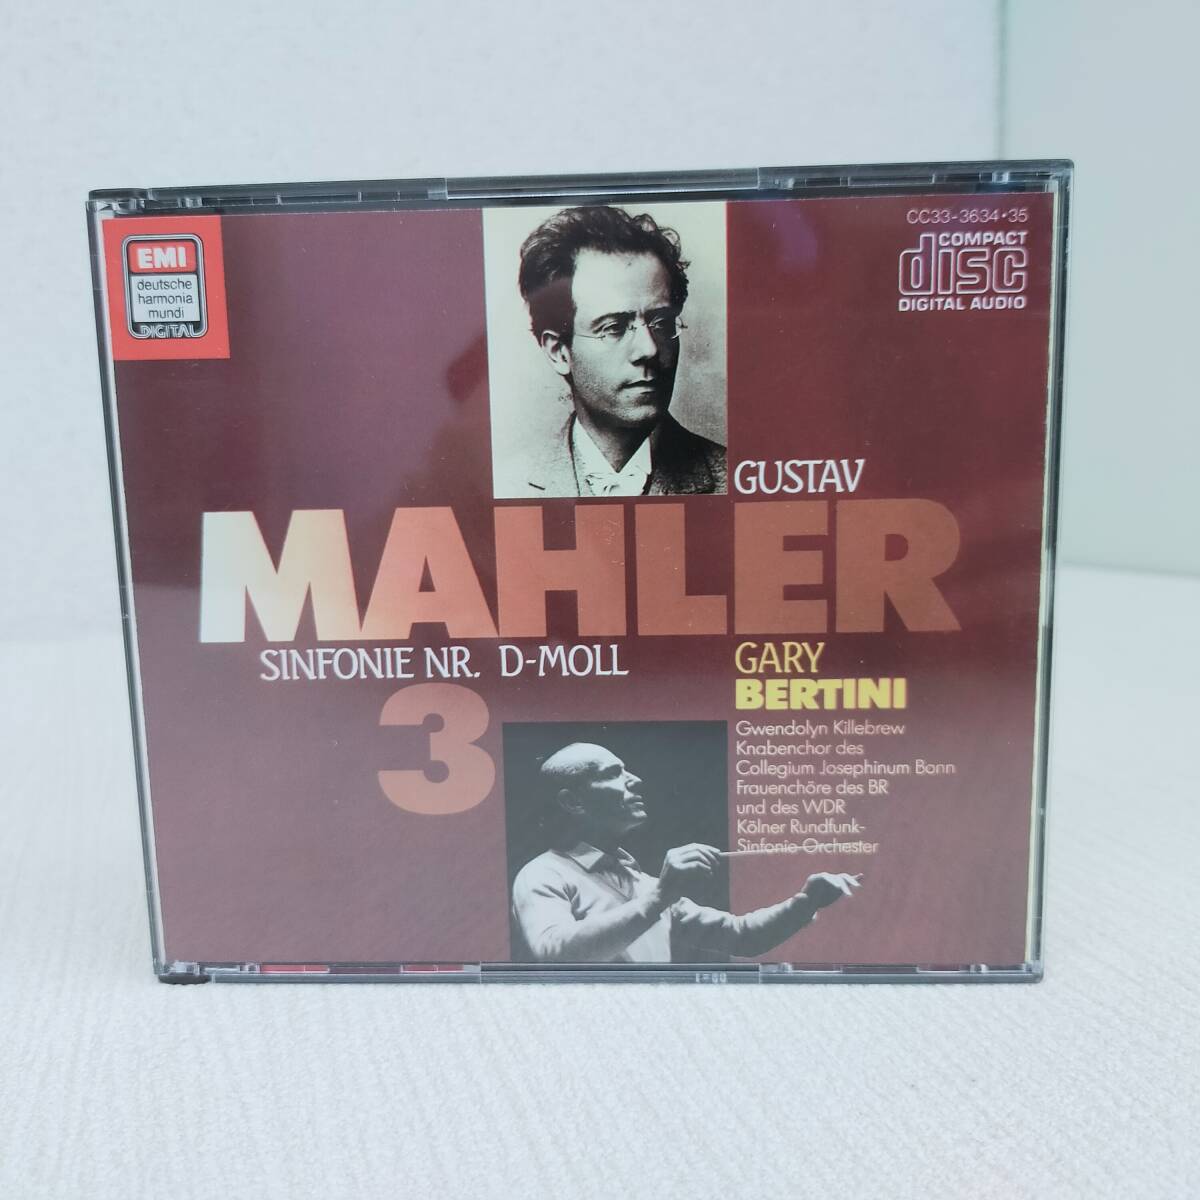 EMI
deutsche
harmonia
mundi
DIGITAL
CC33-3634•35
COMPACT
disc
DIGITAL AUDIO
GUSTAV
MAHLER
SINFONIE NR. D-MOLL
3
GARY
BERTINI
Gwendolyn Killebrew
Knabenchor des
Collegium Josephinum Bonn
Frauenchöre des BR
und des WDR
Kölner Rundfunk-
Sinfonie-Orchester